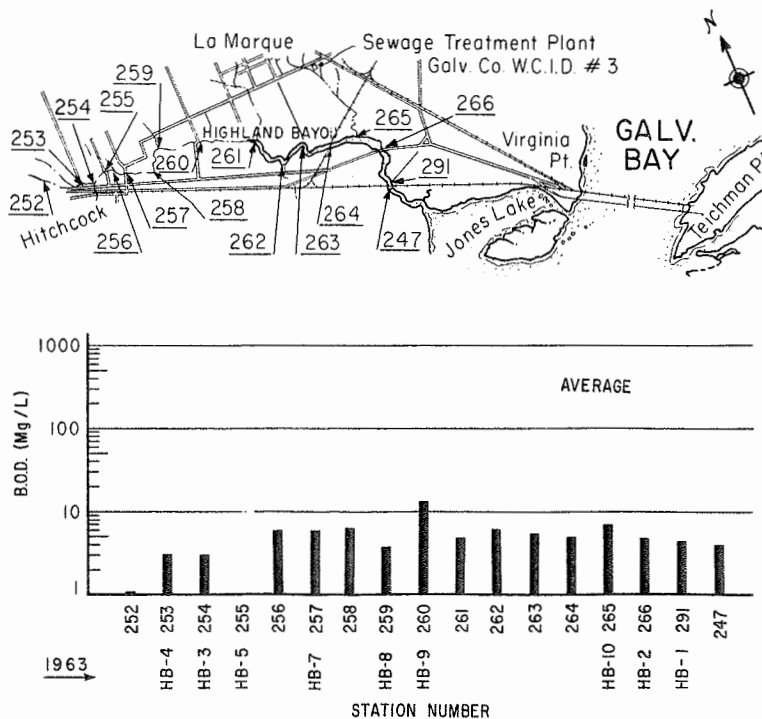 N
La Marque
Sewage Treatment Plant
Galv. Co. W.C.I.D. #3
259
255
254
253
252
Hitchcock
256
257
258
260
261
HIGHLAND BAYOU
262
263
264
265
266
291
247
Virginia
Pt.
GALV.
BAY
Jones Lake
Teichman P
B.O.D. (Mg/L)
1000
100
10
1
AVERAGE
252
253
254
255
256
257
258
259
260
261
262
263
264
265
266
291
247
HB-4
HB-3
HB-5
HB-7
HB-8
HB-9
HB-10
HB-2
HB-1
1963
STATION NUMBER